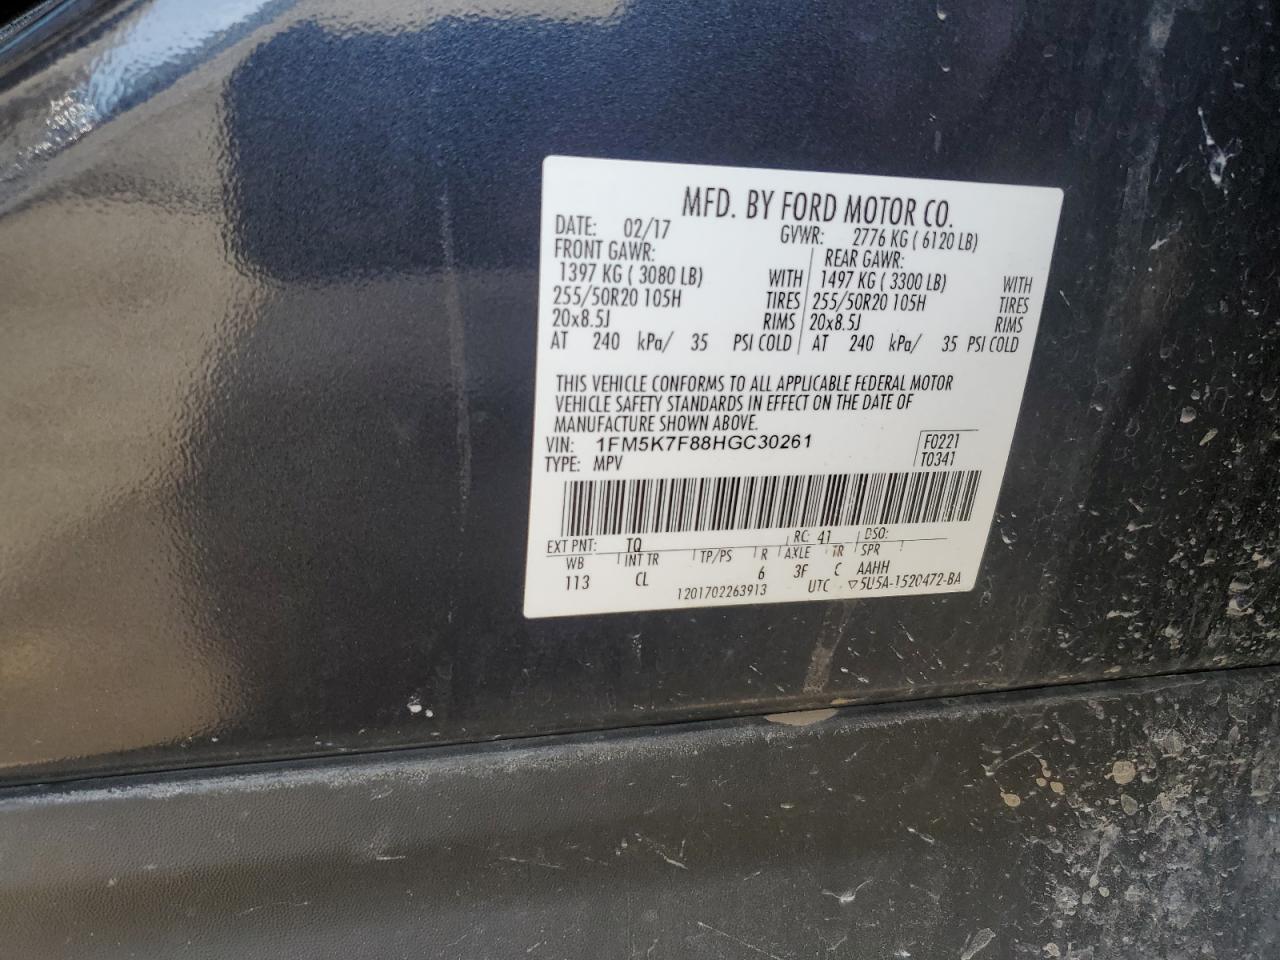 MFD. BY FORD MOTOR CO.
DATE: 02/17 GVWR: 2776 KG ( 6120 LB)
FRONT GAWR: REAR GAWR:
1397 KG ( 3080 LB) WITH 1497 KG ( 3300 LB) WITH
255/50R20 105H TIRES 255/50R20 105H TIRES
20x8.5J RIMS 20x8.5J RIMS
AT 240 kPa/ 35 PSI COLD AT 240 kPa/ 35 PSI COLD
THIS VEHICLE CONFORMS TO ALL APPLICABLE FEDERAL MOTOR
VEHICLE SAFETY STANDARDS IN EFFECT ON THE DATE OF
MANUFACTURE SHOWN ABOVE.
VIN: 1FM5K7F88HGC30261 F0221
TYPE: MPV T0341
EXT PNT: TQ RC: 41 DSO:
WB INT TR TP/PS R AXLE TR SPR
113 CL 6 3F C AAHH
1201702263913 UTC ▽5U5A-1520472-BA